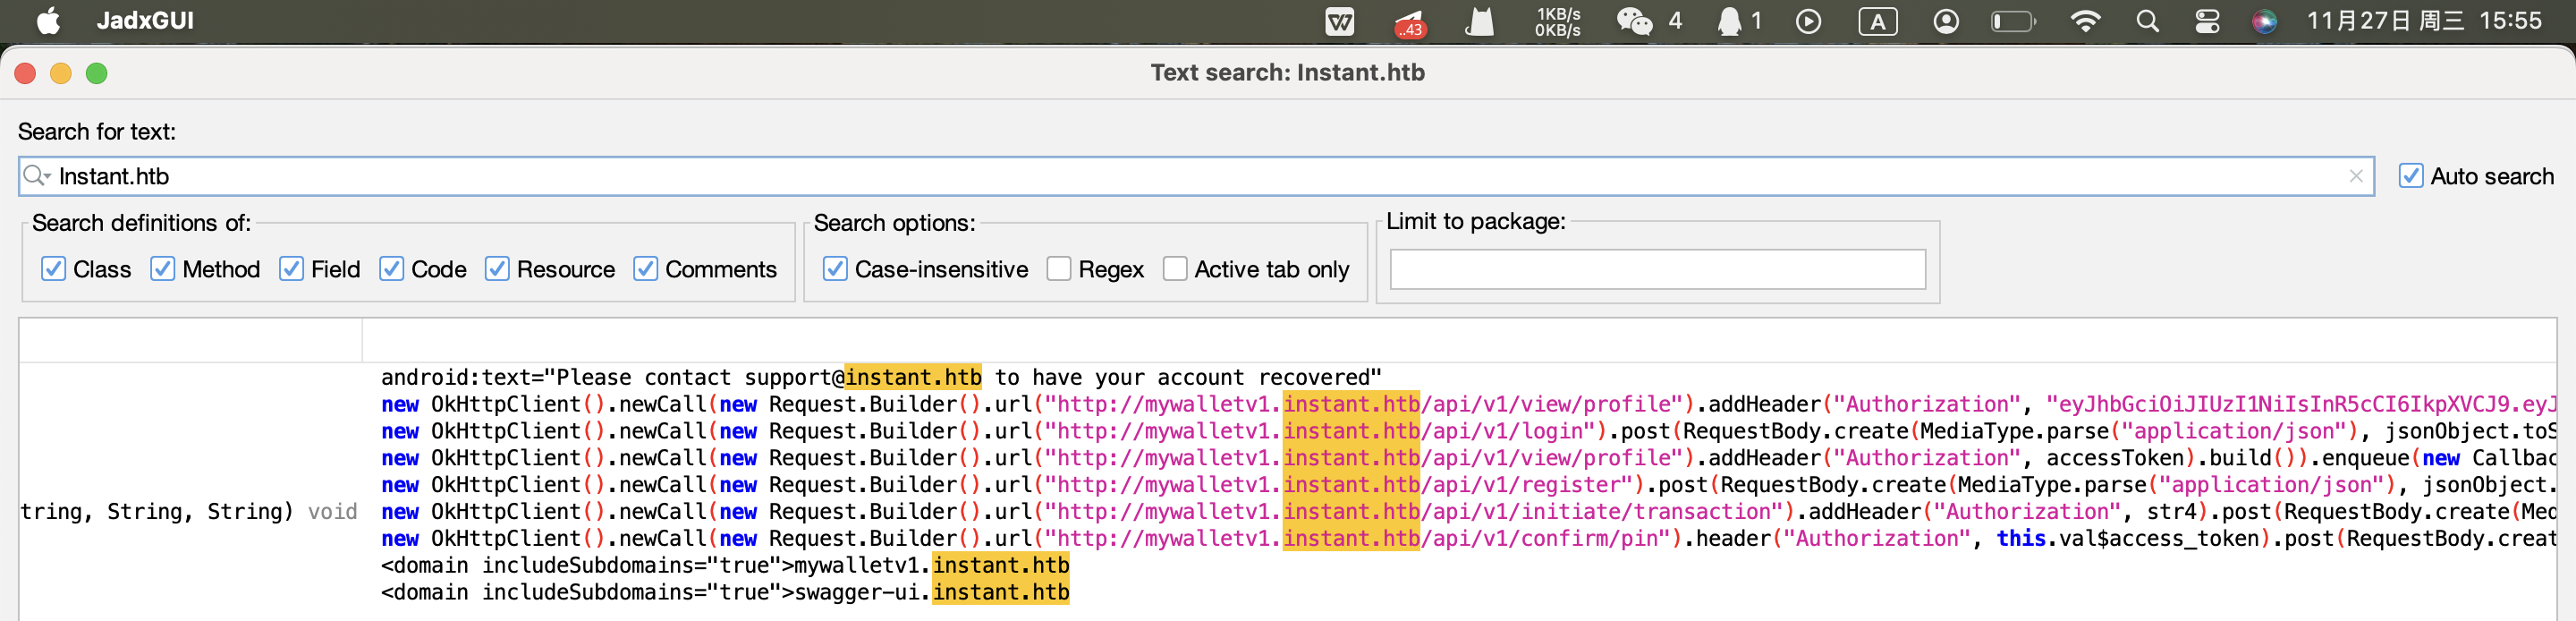 JadxGUI
..43
1KB/s
0KB/s
4
1
A
11月27日 周三 15:55
Text search: Instant.htb
Search for text:
Instant.htb
Auto search
Search definitions of:
Class Method Field Code Resource Comments
Search options:
Case-insensitive Regex Active tab only
Limit to package:
android:text="Please contact support@instant.htb to have your account recovered"
new OkHttpClient().newCall(new Request.Builder().url("http://mywalletv1.instant.htb/api/v1/view/profile").addHeader("Authorization", "eyJhbGciOiJIUzI1NiIsInR5cCI6IkpXVCJ9.eyJ
new OkHttpClient().newCall(new Request.Builder().url("http://mywalletv1.instant.htb/api/v1/login").post(RequestBody.create(MediaType.parse("application/json"), jsonObject.toS
new OkHttpClient().newCall(new Request.Builder().url("http://mywalletv1.instant.htb/api/v1/view/profile").addHeader("Authorization", accessToken).build()).enqueue(new Callbac
new OkHttpClient().newCall(new Request.Builder().url("http://mywalletv1.instant.htb/api/v1/register").post(RequestBody.create(MediaType.parse("application/json"), jsonObject.
tring, String, String) void new OkHttpClient().newCall(new Request.Builder().url("http://mywalletv1.instant.htb/api/v1/initiate/transaction").addHeader("Authorization", str4).post(RequestBody.create(Med
new OkHttpClient().newCall(new Request.Builder().url("http://mywalletv1.instant.htb/api/v1/confirm/pin").header("Authorization", this.val$access_token).post(RequestBody.creat
<domain includeSubdomains="true">mywalletv1.instant.htb
<domain includeSubdomains="true">swagger-ui.instant.htb